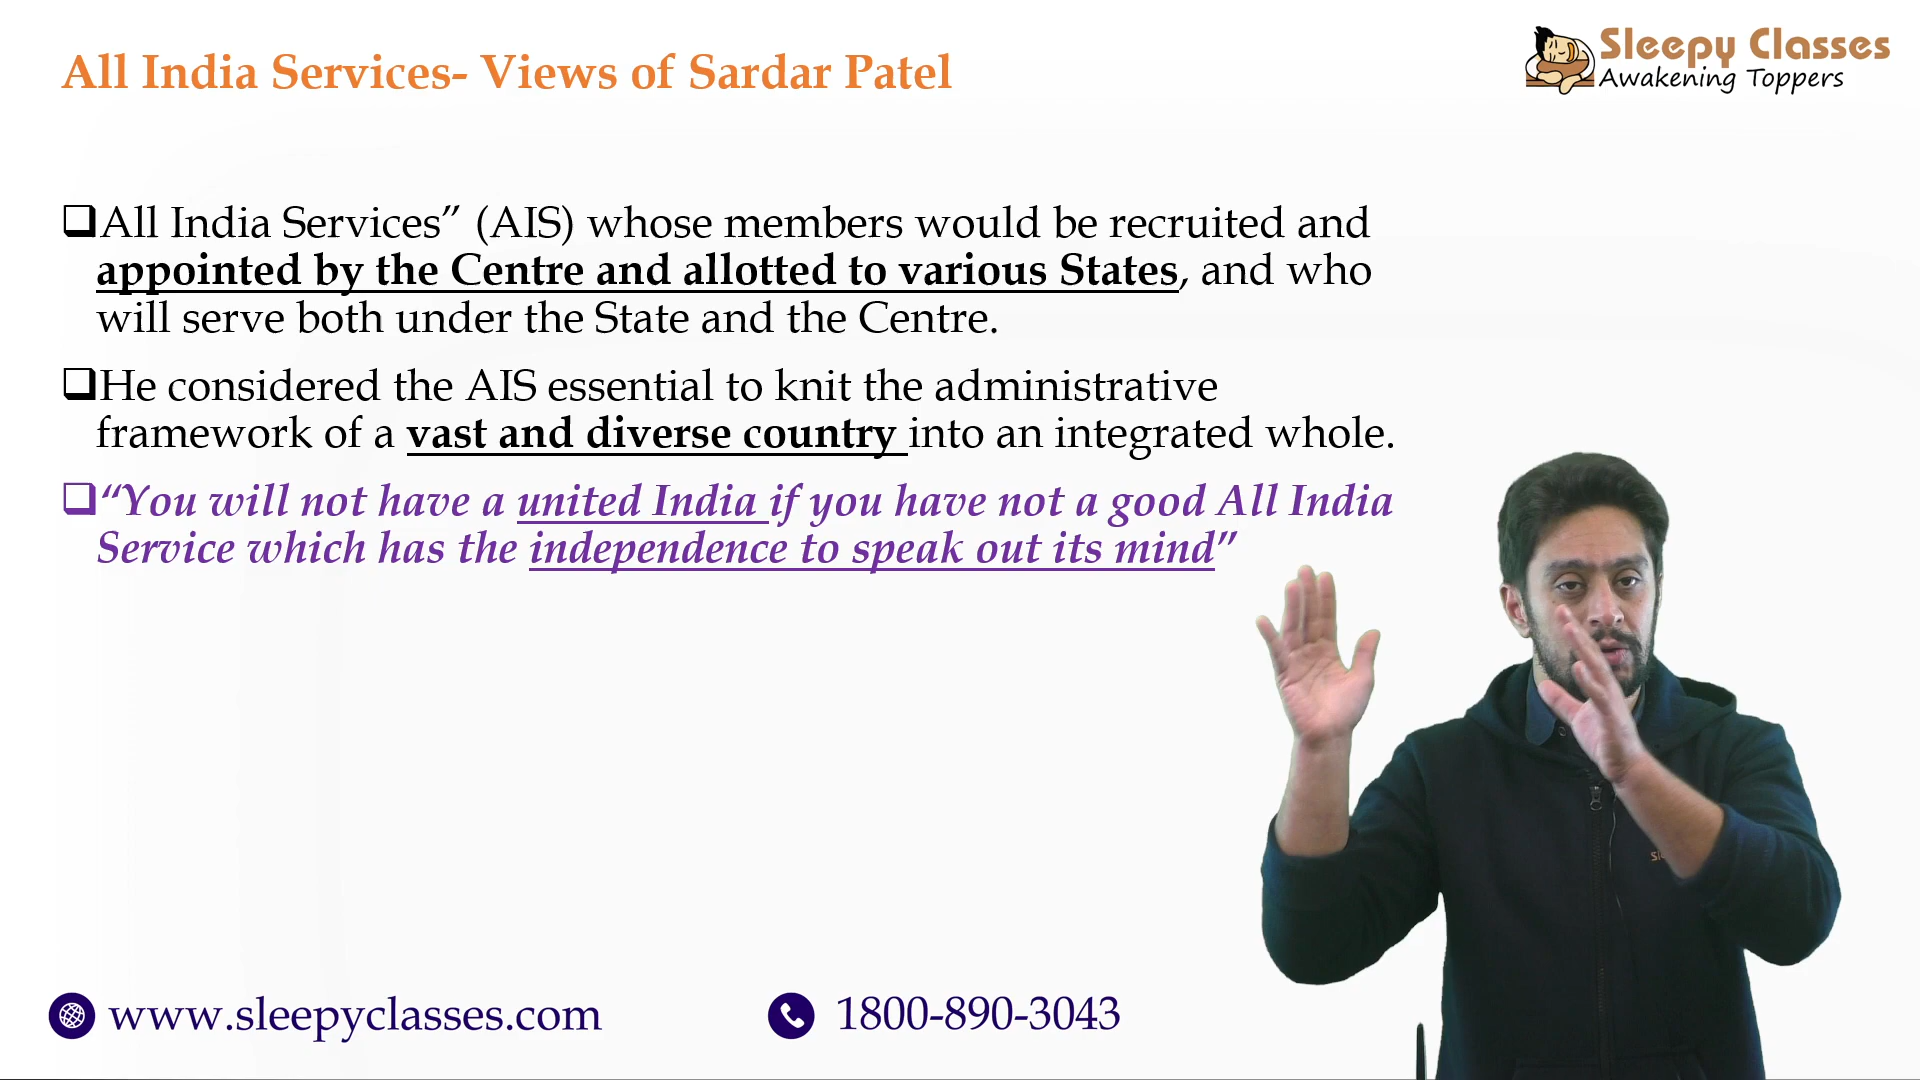 All India Services- Views of Sardar Patel
Sleepy Classes
Awakening Toppers
❑All India Services” (AIS) whose members would be recruited and
appointed by the Centre and allotted to various States, and who
will serve both under the State and the Centre.
❑He considered the AIS essential to knit the administrative
framework of a vast and diverse country into an integrated whole.
❑“You will not have a united India if you have not a good All India
Service which has the independence to speak out its mind”
www.sleepyclasses.com
1800-890-3043